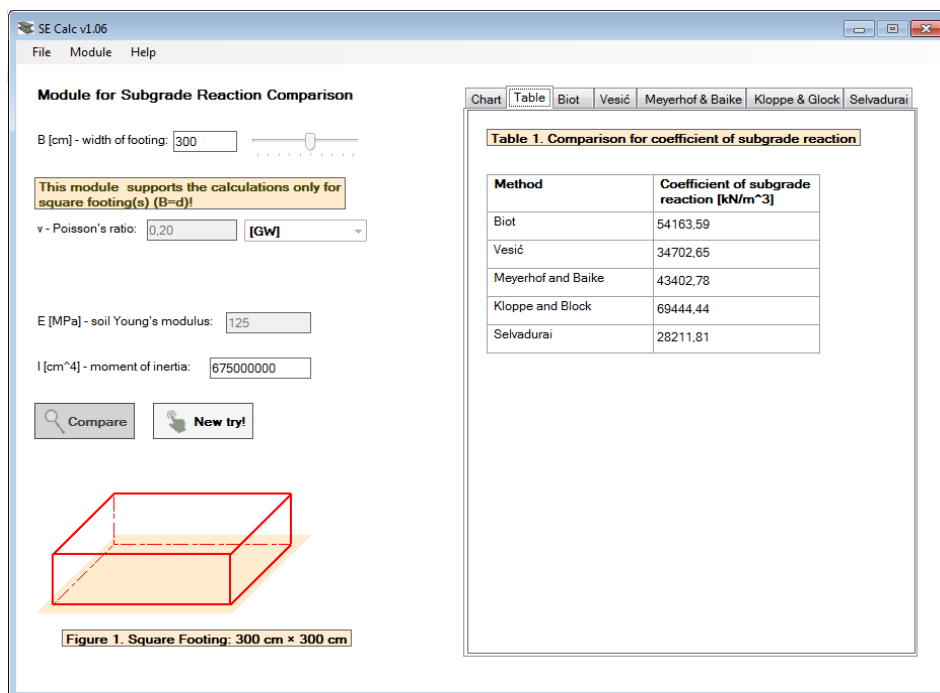 SE Calc v1.06
File Module Help
Module for Subgrade Reaction Comparison
B [cm] - width of footing: 300
This module supports the calculations only for
square footing(s) (B=d)!
v - Poisson's ratio: 0,20 [GW]
E [MPa] - soil Young's modulus: 125
I [cm^4] - moment of inertia: 675000000
Compare New try!
Figure 1. Square Footing: 300 cm × 300 cm
Chart Table Biot Vesić Meyerhof & Baike Kloppe & Glock Selvadurai
Table 1. Comparison for coefficient of subgrade reaction
Method Coefficient of subgrade
reaction [kN/m^3]
Biot 54163,59
Vesić 34702,65
Meyerhof and Baike 43402,78
Kloppe and Block 69444,44
Selvadurai 28211,81